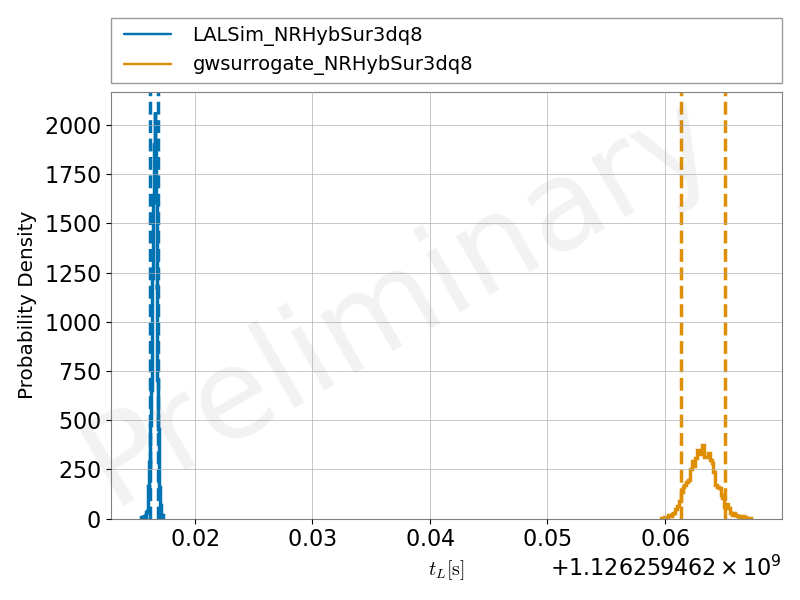 LALSim_NRHybSur3dq8
gwsurrogate_NRHybSur3dq8
Preliminary
Probability Density
2000
1750
1500
1250
1000
750
500
250
0
0.02 0.03 0.04 0.05 0.06
t_L[s]
+1.126259462 × 10^9